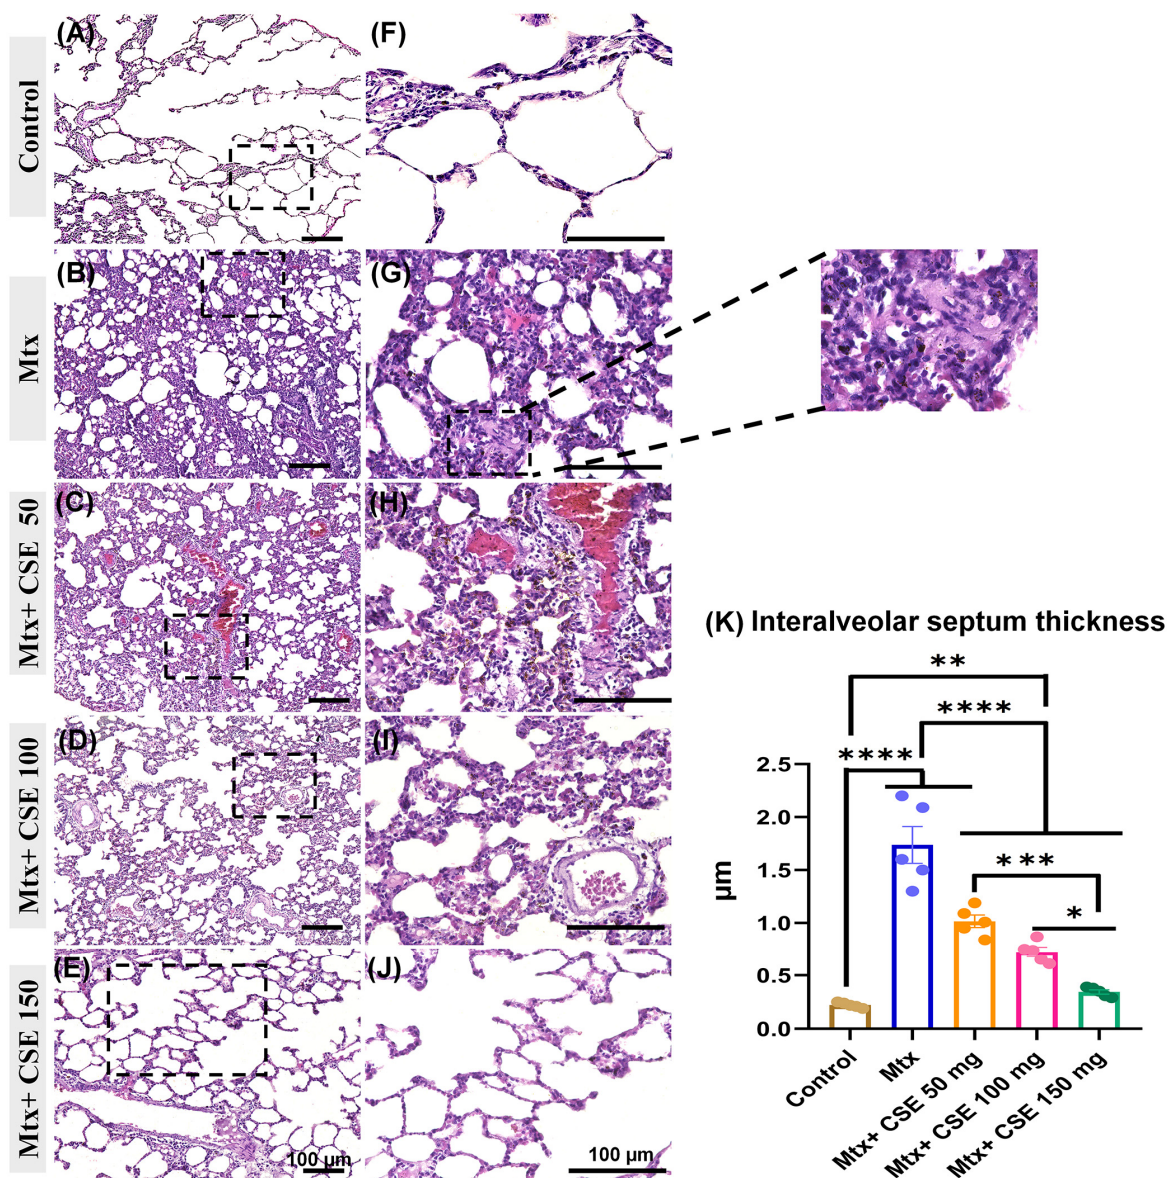 Control
(A)
(F)
Mtx
(B)
(G)
Mtx+ CSE 50
(C)
(H)
Mtx+ CSE 100
(D)
(I)
Mtx+ CSE 150
(E)
(J)
100 µm
100 µm
(K) Interalveolar septum thickness
**
****
****
***
*
µm
2.5
2.0
1.5
1.0
0.5
0.0
Control
Mtx
Mtx+ CSE 50 mg
Mtx+ CSE 100 mg
Mtx+ CSE 150 mg